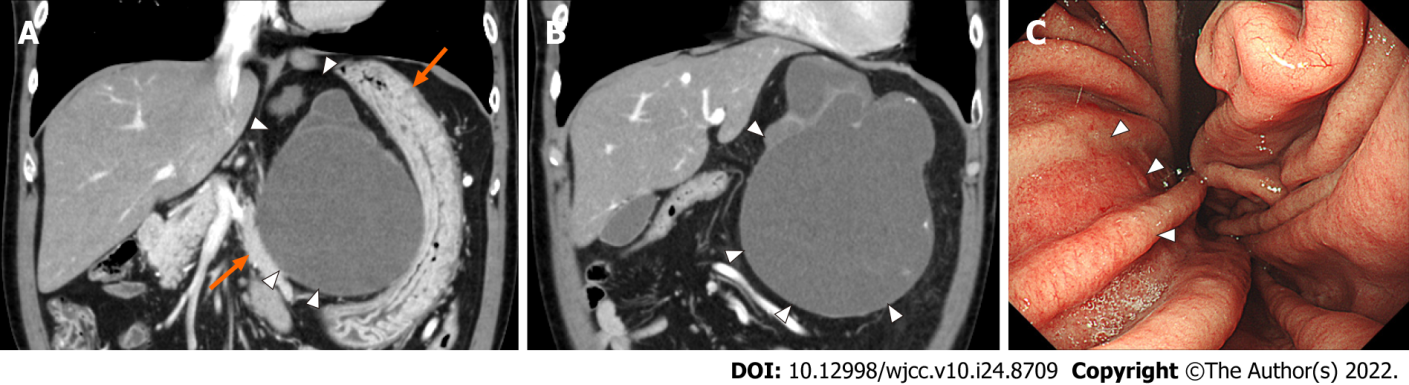 A
B
C
DOI: 10.12998/wjcc.v10.i24.8709 Copyright ©The Author(s) 2022.